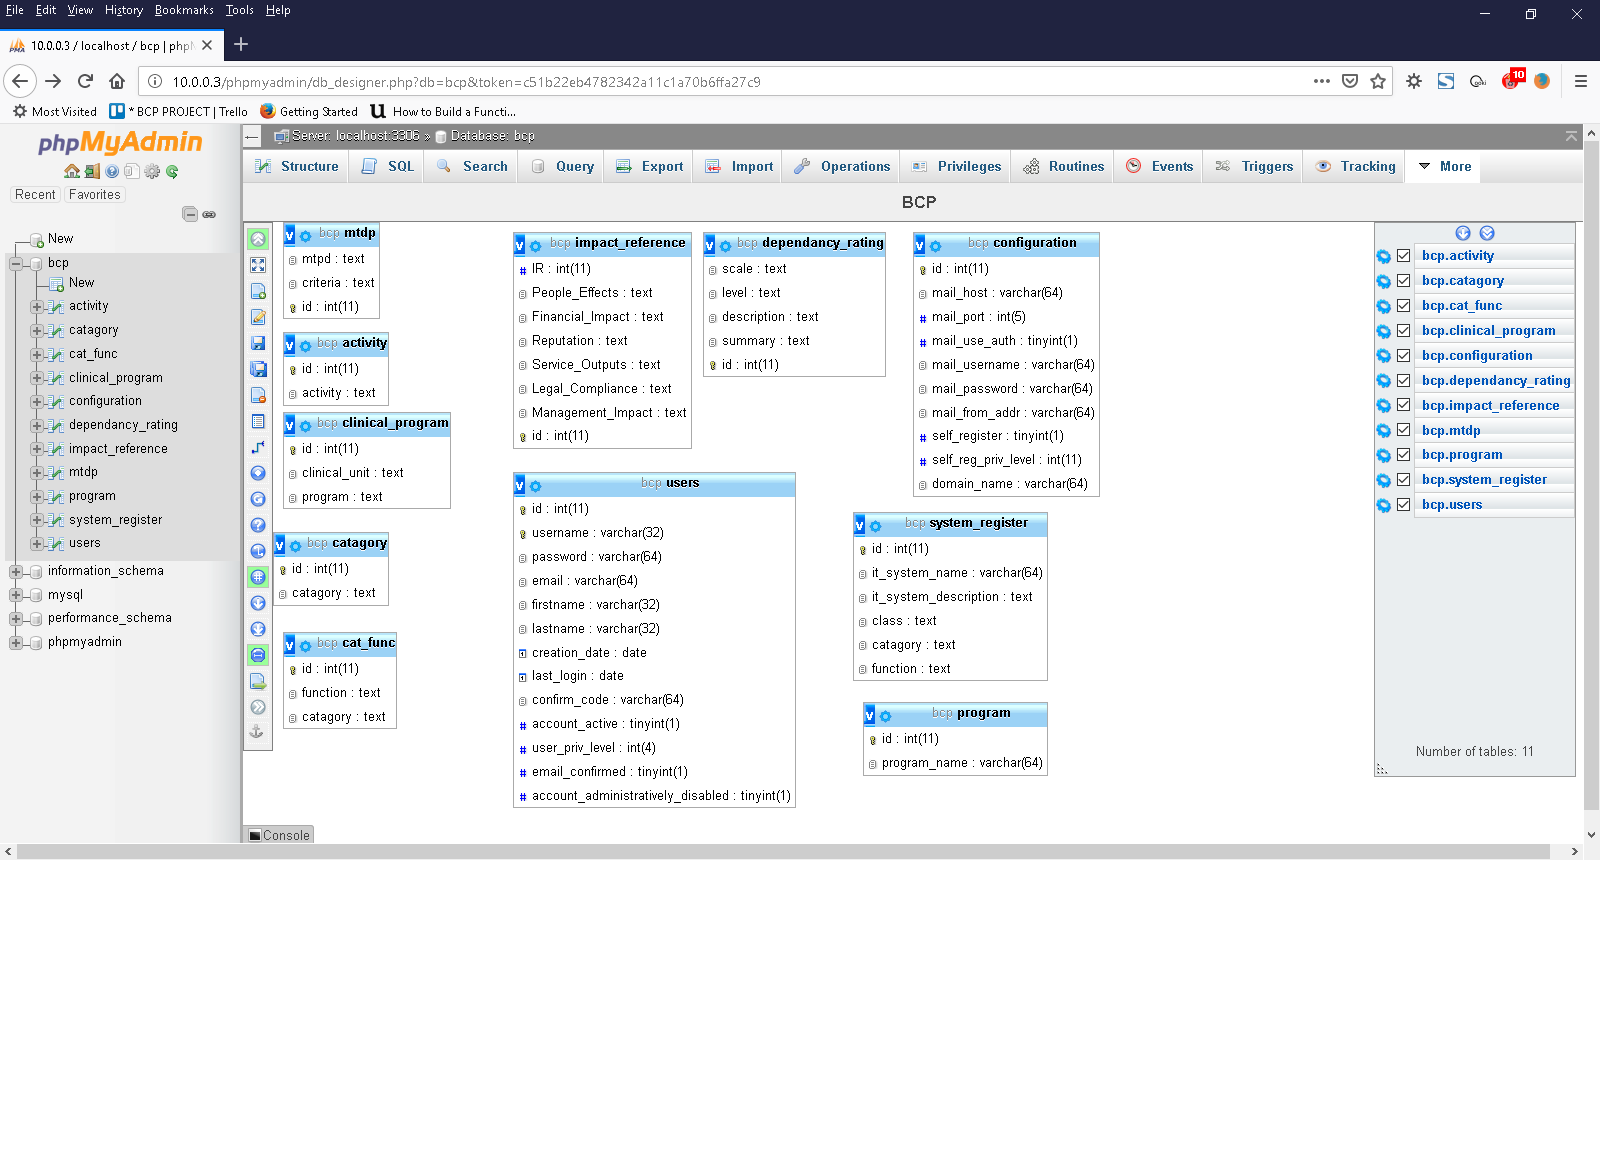 File Edit View History Bookmarks Tools Help
10.0.0.3 / localhost / bcp | phpM
10.0.0.3/phpmyadmin/db_designer.php?db=bcp&token=c51b22eb4782342a11c1a70b6ffa27c9
10
Most Visited * BCP PROJECT | Trello Getting Started How to Build a Functi...
phpMyAdmin
Recent Favorites
New
bcp
New
activity
catagory
cat_func
clinical_program
configuration
dependancy_rating
impact_reference
mtdp
program
system_register
users
information_schema
mysql
performance_schema
phpmyadmin
Server: localhost:3306 » Database: bcp
Structure SQL Search Query Export Import Operations Privileges Routines Events Triggers Tracking More
BCP
bcp mtdp
mtpd : text
criteria : text
id : int(11)
bcp activity
id : int(11)
activity : text
bcp clinical_program
id : int(11)
clinical_unit : text
program : text
bcp catagory
id : int(11)
catagory : text
bcp cat_func
id : int(11)
function : text
catagory : text
bcp impact_reference
IR : int(11)
People_Effects : text
Financial_Impact : text
Reputation : text
Service_Outputs : text
Legal_Compliance : text
Management_Impact : text
id : int(11)
bcp users
id : int(11)
username : varchar(32)
password : varchar(64)
email : varchar(64)
firstname : varchar(32)
lastname : varchar(32)
creation_date : date
last_login : date
confirm_code : varchar(64)
account_active : tinyint(1)
user_priv_level : int(4)
email_confirmed : tinyint(1)
account_administratively_disabled : tinyint(1)
bcp dependancy_rating
scale : text
level : text
description : text
summary : text
id : int(11)
bcp configuration
id : int(11)
mail_host : varchar(64)
mail_port : int(5)
mail_use_auth : tinyint(1)
mail_username : varchar(64)
mail_password : varchar(64)
mail_from_addr : varchar(64)
self_register : tinyint(1)
self_reg_priv_level : int(11)
domain_name : varchar(64)
bcp system_register
id : int(11)
it_system_name : varchar(64)
it_system_description : text
class : text
catagory : text
function : text
bcp program
id : int(11)
program_name : varchar(64)
bcp.activity
bcp.catagory
bcp.cat_func
bcp.clinical_program
bcp.configuration
bcp.dependancy_rating
bcp.impact_reference
bcp.mtdp
bcp.program
bcp.system_register
bcp.users
Number of tables: 11
Console